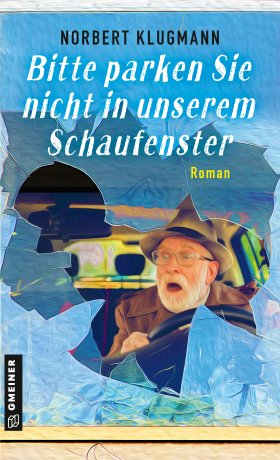 NORBERT KLUGMANN
Bitte parken Sie
nicht in unserem
Schaufenster
Roman
GMEINER